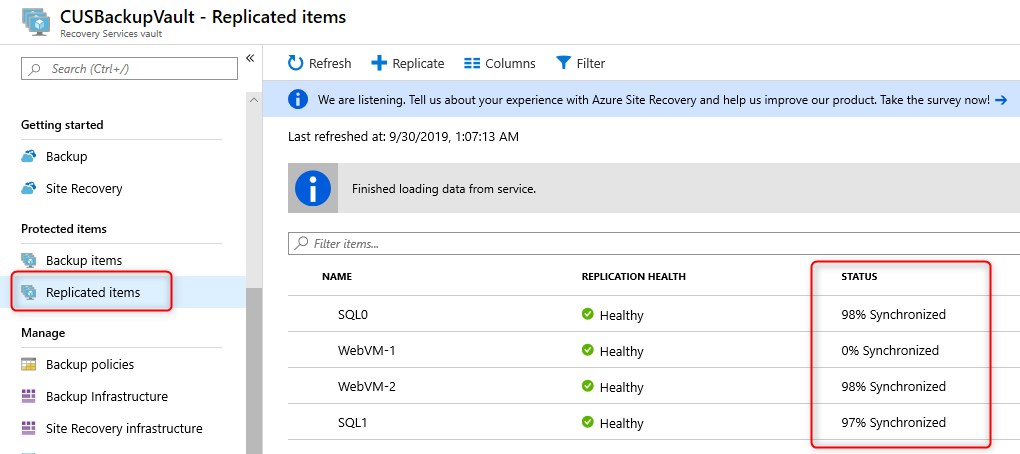 CUSBackupVault - Replicated items
Recovery Services vault
Search (Ctrl+/)
«
Getting started
Backup
Site Recovery
Protected items
Backup items
Replicated items
Manage
Backup policies
Backup Infrastructure
Site Recovery infrastructure
Refresh Replicate Columns Filter
We are listening. Tell us about your experience with Azure Site Recovery and help us improve our product. Take the survey now! →
Last refreshed at: 9/30/2019, 1:07:13 AM
Finished loading data from service.
Filter items...
NAME REPLICATION HEALTH STATUS
SQL0 Healthy 98% Synchronized
WebVM-1 Healthy 0% Synchronized
WebVM-2 Healthy 98% Synchronized
SQL1 Healthy 97% Synchronized